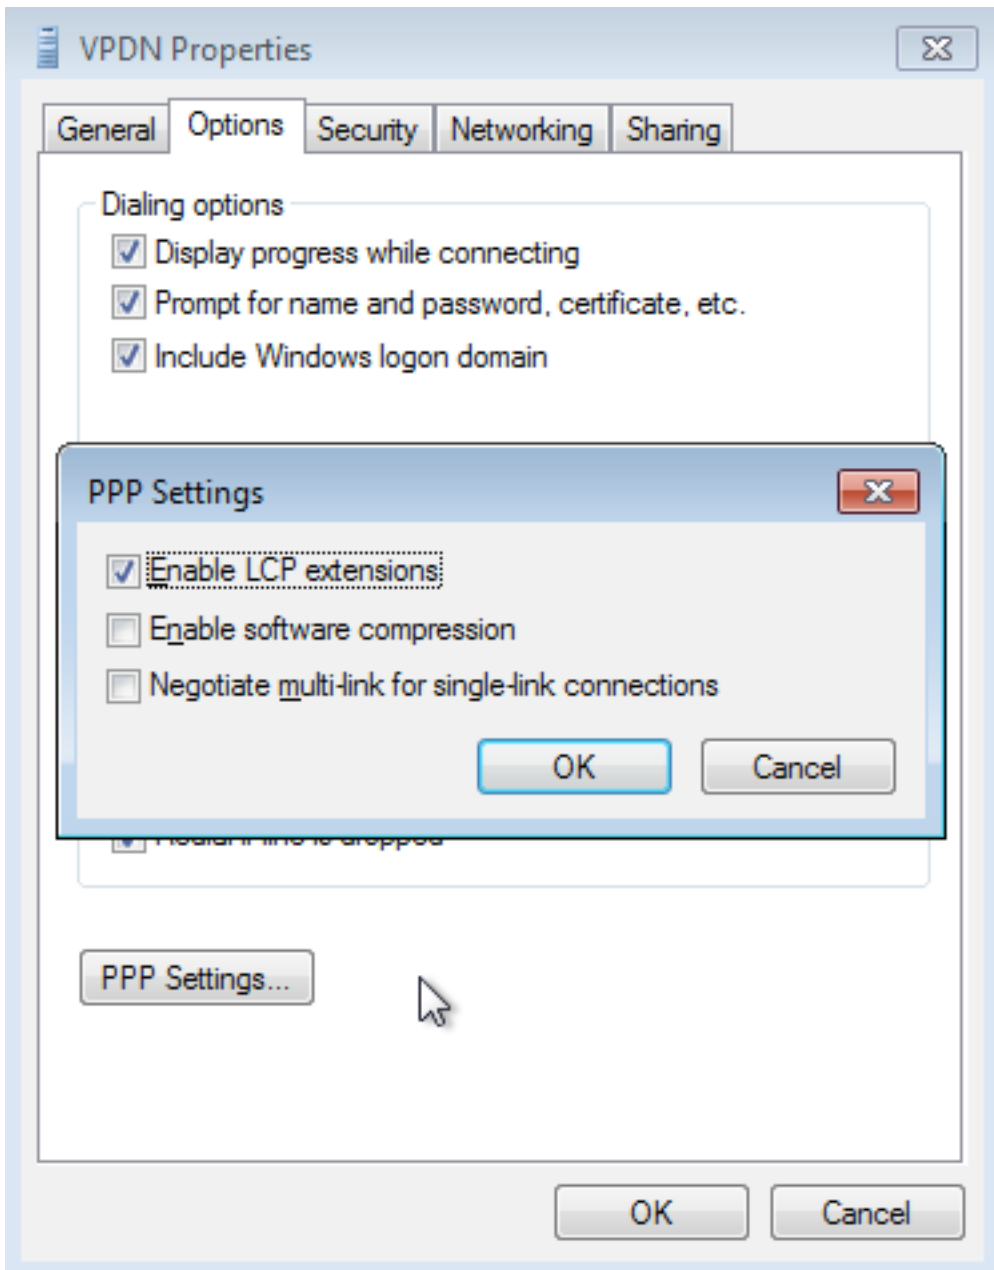 VPDN Properties
General Options Security Networking Sharing
Dialing options
Display progress while connecting
Prompt for name and password, certificate, etc.
Include Windows logon domain
PPP Settings
Enable LCP extensions
Enable software compression
Negotiate multi-link for single-link connections
OK Cancel
is dropped
PPP Settings...
OK Cancel